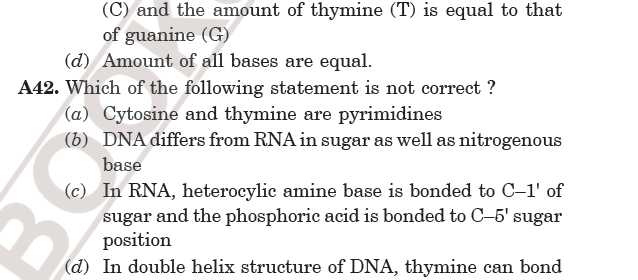 (C) and the amount of thymine (T) is equal to that
of guanine (G)
(d) Amount of all bases are equal.
A42. Which of the following statement is not correct ?
(a) Cytosine and thymine are pyrimidines
(b) DNA differs from RNA in sugar as well as nitrogenous
base
(c) In RNA, heterocylic amine base is bonded to C–1' of
sugar and the phosphoric acid is bonded to C–5' sugar
position
(d) In double helix structure of DNA, thymine can bond